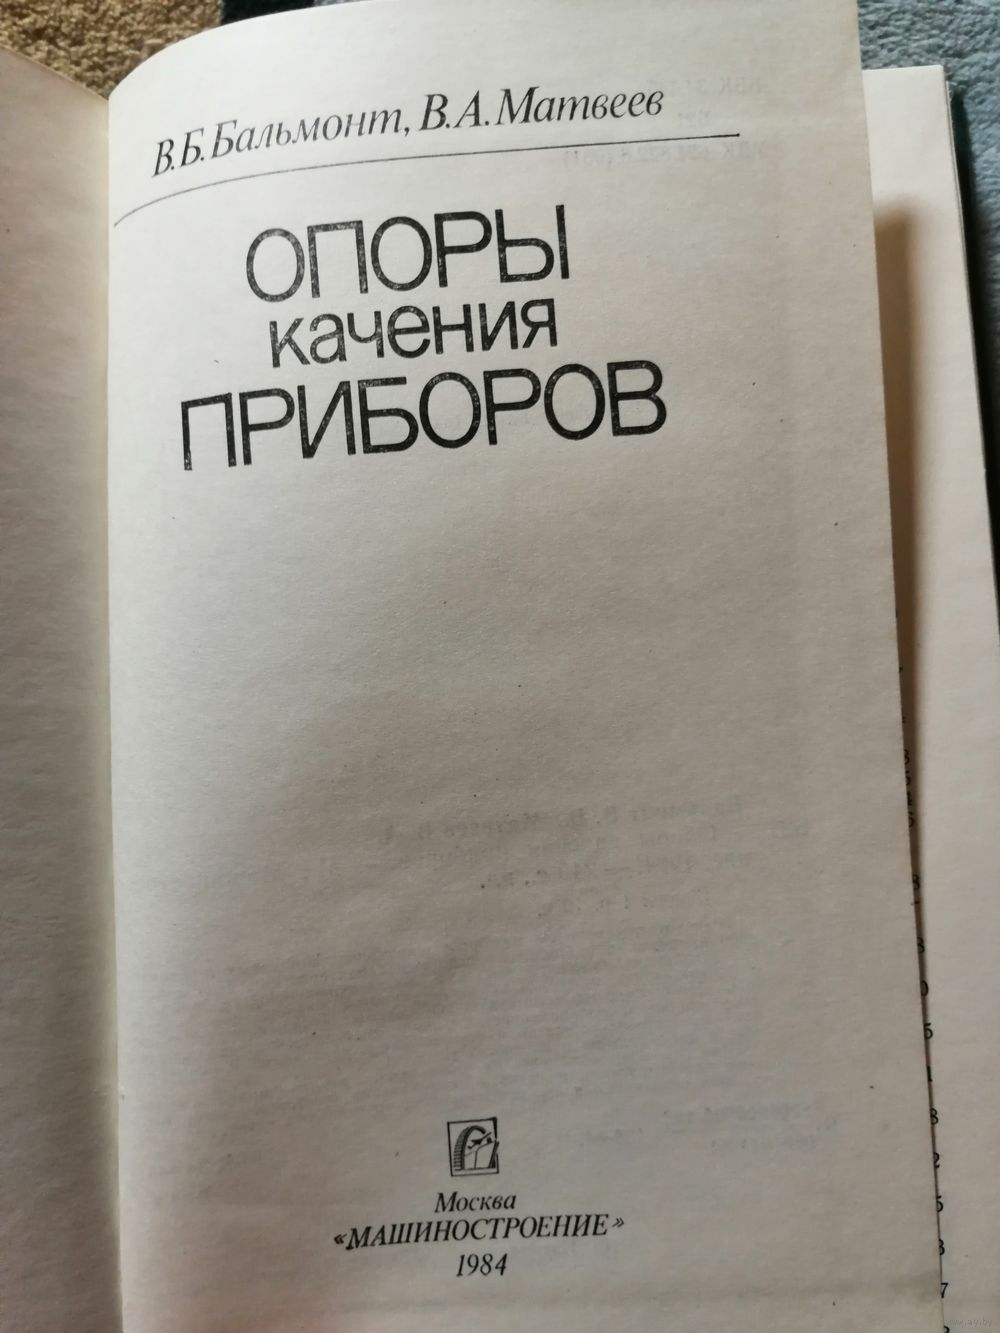 В.Б.Бальмонт, В.А.Матвеев
ОПОРЫ
качения
ПРИБОРОВ
Москва
«МАШИНОСТРОЕНИЕ»
1984